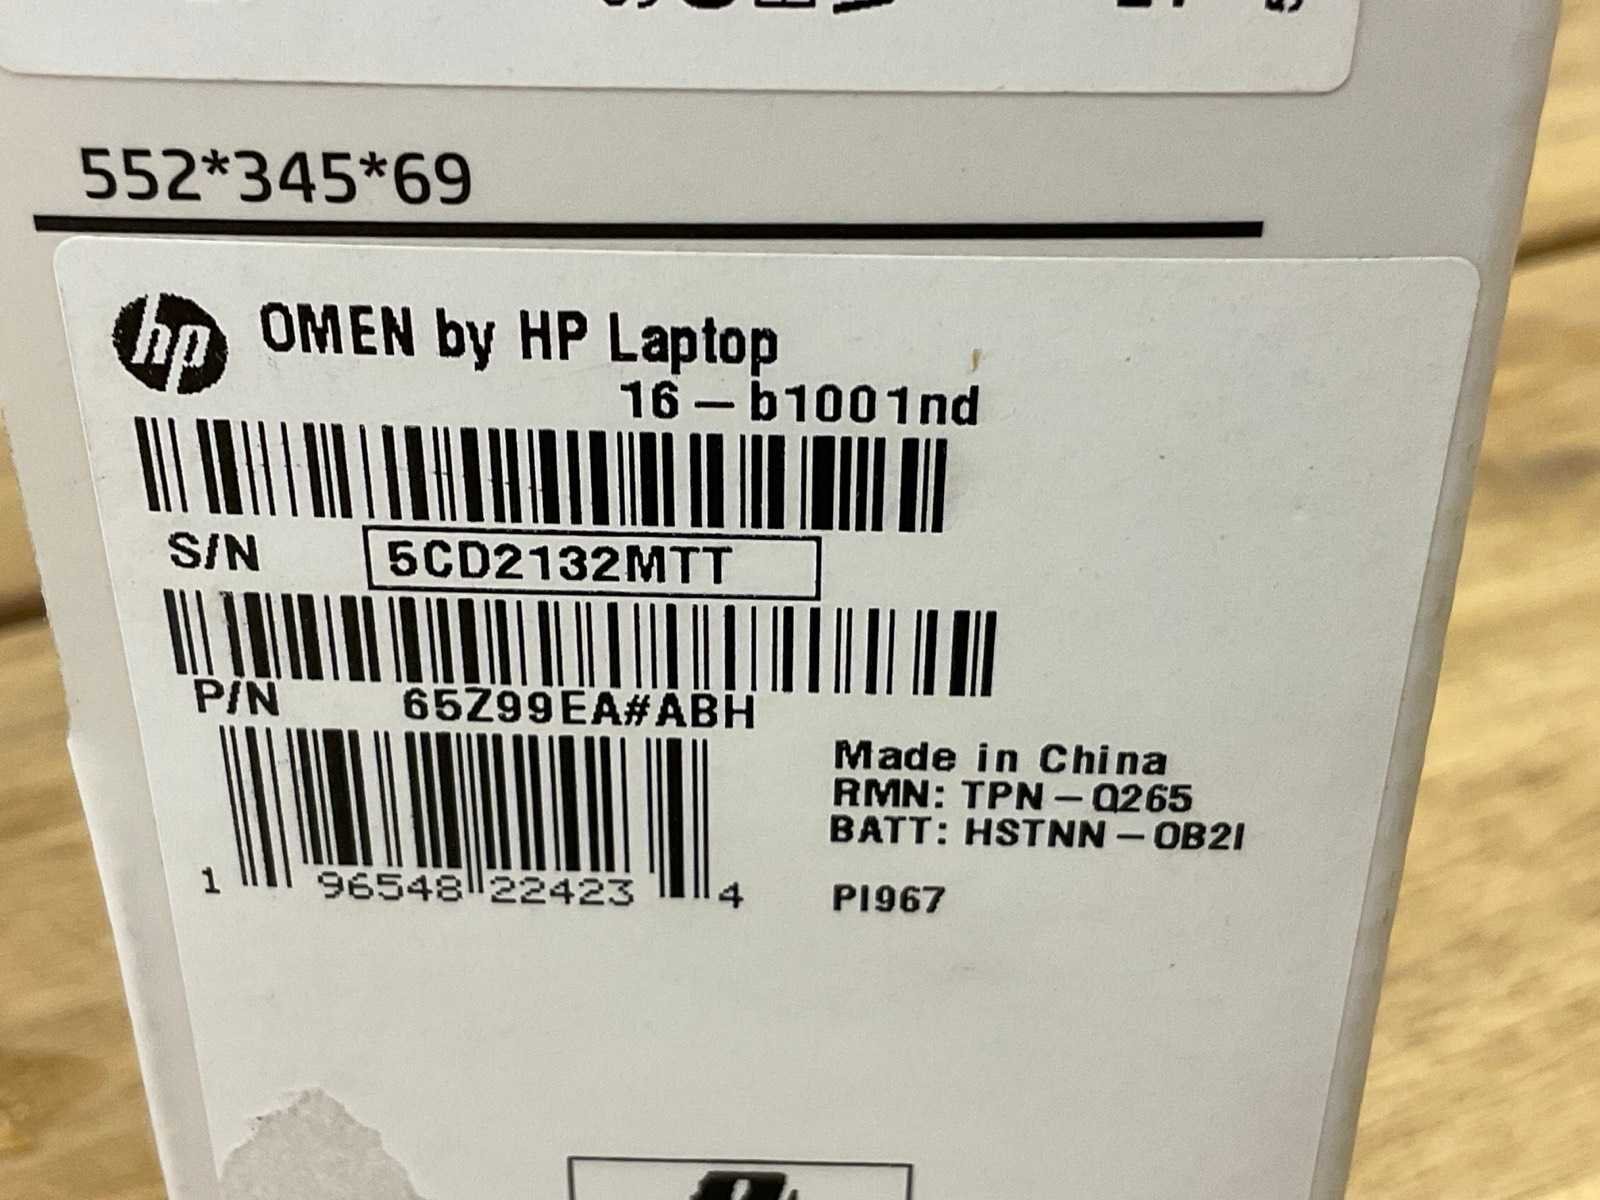 552*345*69
hp OMEN by HP Laptop
16-b1001nd
S/N 5CD2132MTT
P/N 65Z99EA#ABH
Made in China
RMN: TPN-Q265
BATT: HSTNN-OB2I
1 96548 22423 4
PI967